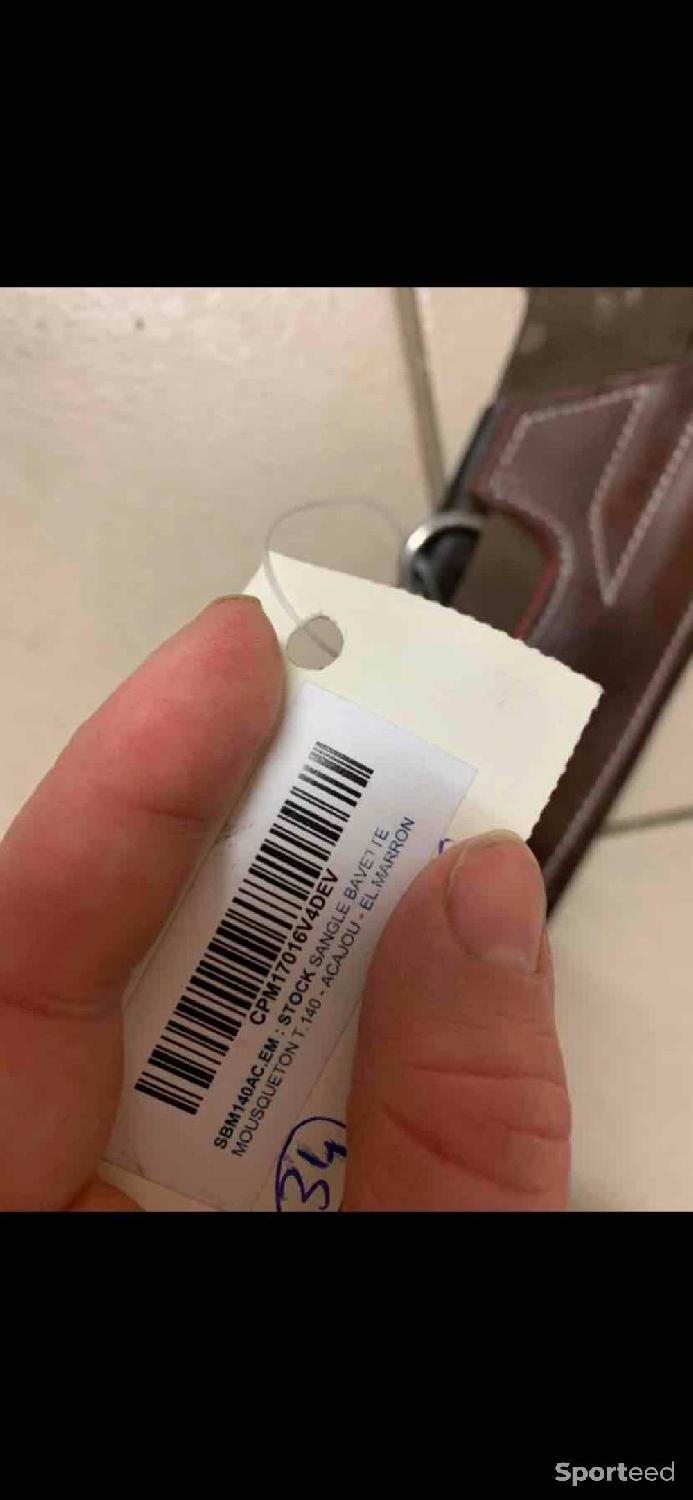 CPM17016V4DEV
SBM140AC.EM : STOCK SANGLE BAVETTE
MOUSQUETON T.140 - ACAJOU - EL.MARRON
34
Sporteed